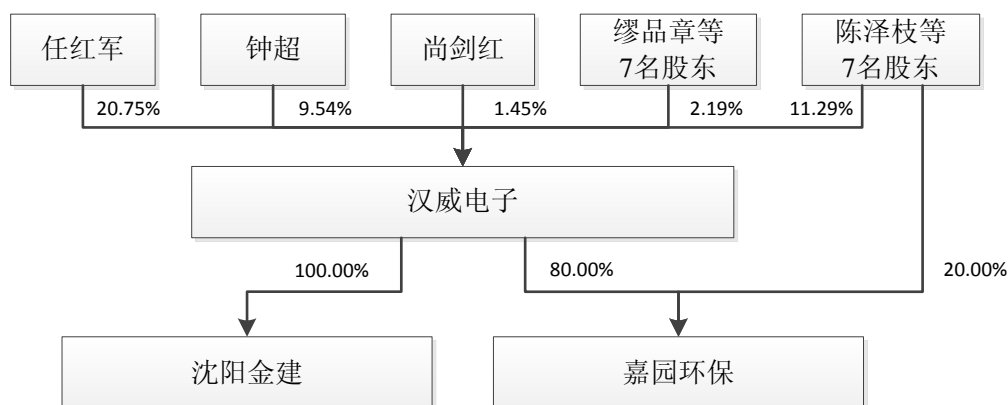 任红军
钟超
尚剑红
缪品章等
7名股东
陈泽枝等
7名股东
20.75%
9.54%
1.45%
2.19%
11.29%
汉威电子
100.00%
80.00%
20.00%
沈阳金建
嘉园环保